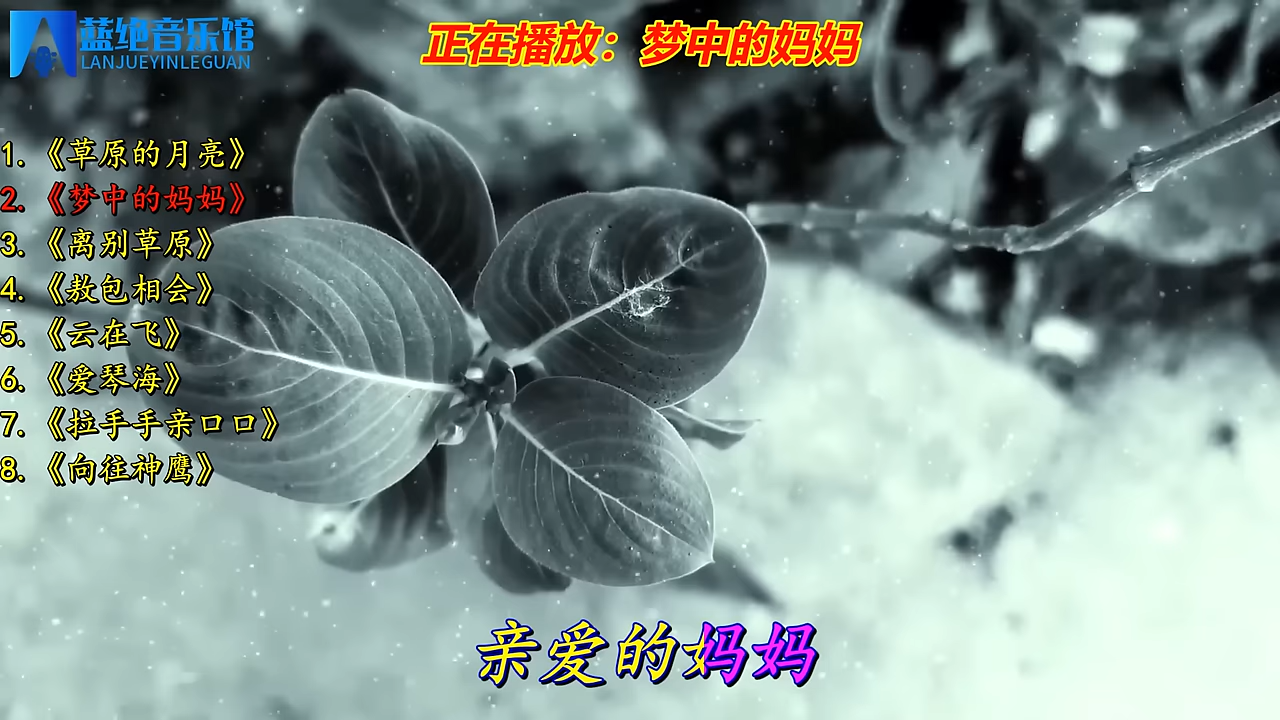 蓝绝音乐馆
LANJUEYINLEGUAN
正在播放：梦中的妈妈
1.《草原的月亮》
2.《梦中的妈妈》
3.《离别草原》
4.《敖包相会》
5.《云在飞》
6.《爱琴海》
7.《拉手手亲口口》
8.《向往神鹰》
亲爱的妈妈